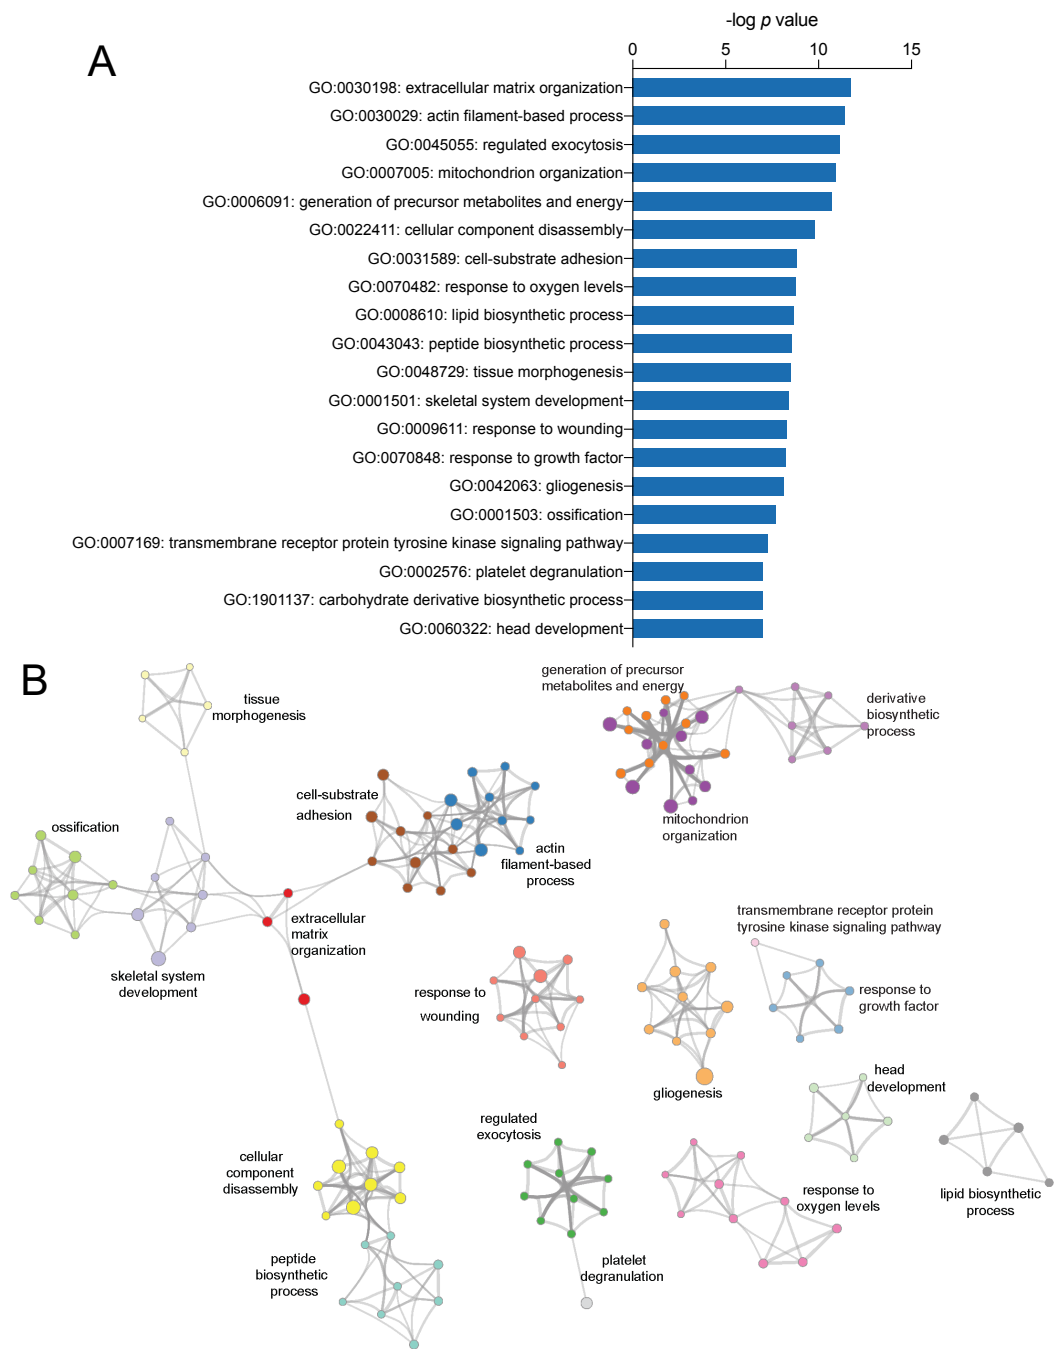 -log p value
A
0 5 10 15
GO:0030198: extracellular matrix organization
GO:0030029: actin filament-based process
GO:0045055: regulated exocytosis
GO:0007005: mitochondrion organization
GO:0006091: generation of precursor metabolites and energy
GO:0022411: cellular component disassembly
GO:0031589: cell-substrate adhesion
GO:0070482: response to oxygen levels
GO:0008610: lipid biosynthetic process
GO:0043043: peptide biosynthetic process
GO:0048729: tissue morphogenesis
GO:0001501: skeletal system development
GO:0009611: response to wounding
GO:0070848: response to growth factor
GO:0042063: gliogenesis
GO:0001503: ossification
GO:0007169: transmembrane receptor protein tyrosine kinase signaling pathway
GO:0002576: platelet degranulation
GO:1901137: carbohydrate derivative biosynthetic process
GO:0060322: head development
B
tissue
morphogenesis
generation of precursor
metabolites and energy
derivative
biosynthetic
process
cell-substrate
adhesion
ossification
actin
filament-based
process
mitochondrion
organization
extracellular
matrix
organization
skeletal system
development
transmembrane receptor protein
tyrosine kinase signaling pathway
response to
wounding
response to
growth factor
gliogenesis
head
development
regulated
exocytosis
cellular
component
disassembly
response to
oxygen levels
lipid biosynthetic
process
peptide
biosynthetic
process
platelet
degranulation